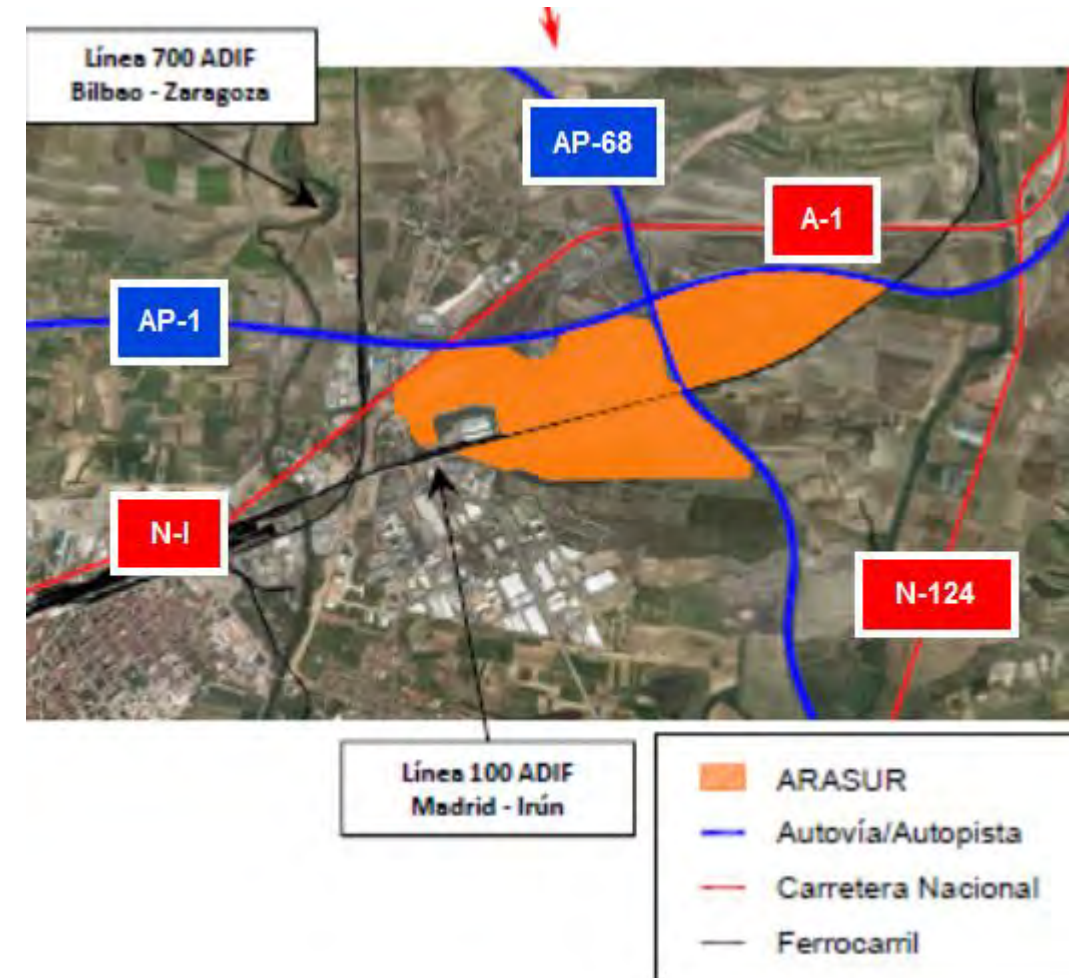 Línea 700 ADIF
Bilbao - Zaragoza
AP-68
A-1
AP-1
N-I
N-124
Línea 100 ADIF
Madrid - Irún
ARASUR
Autovía/Autopista
Carretera Nacional
Ferrocarril